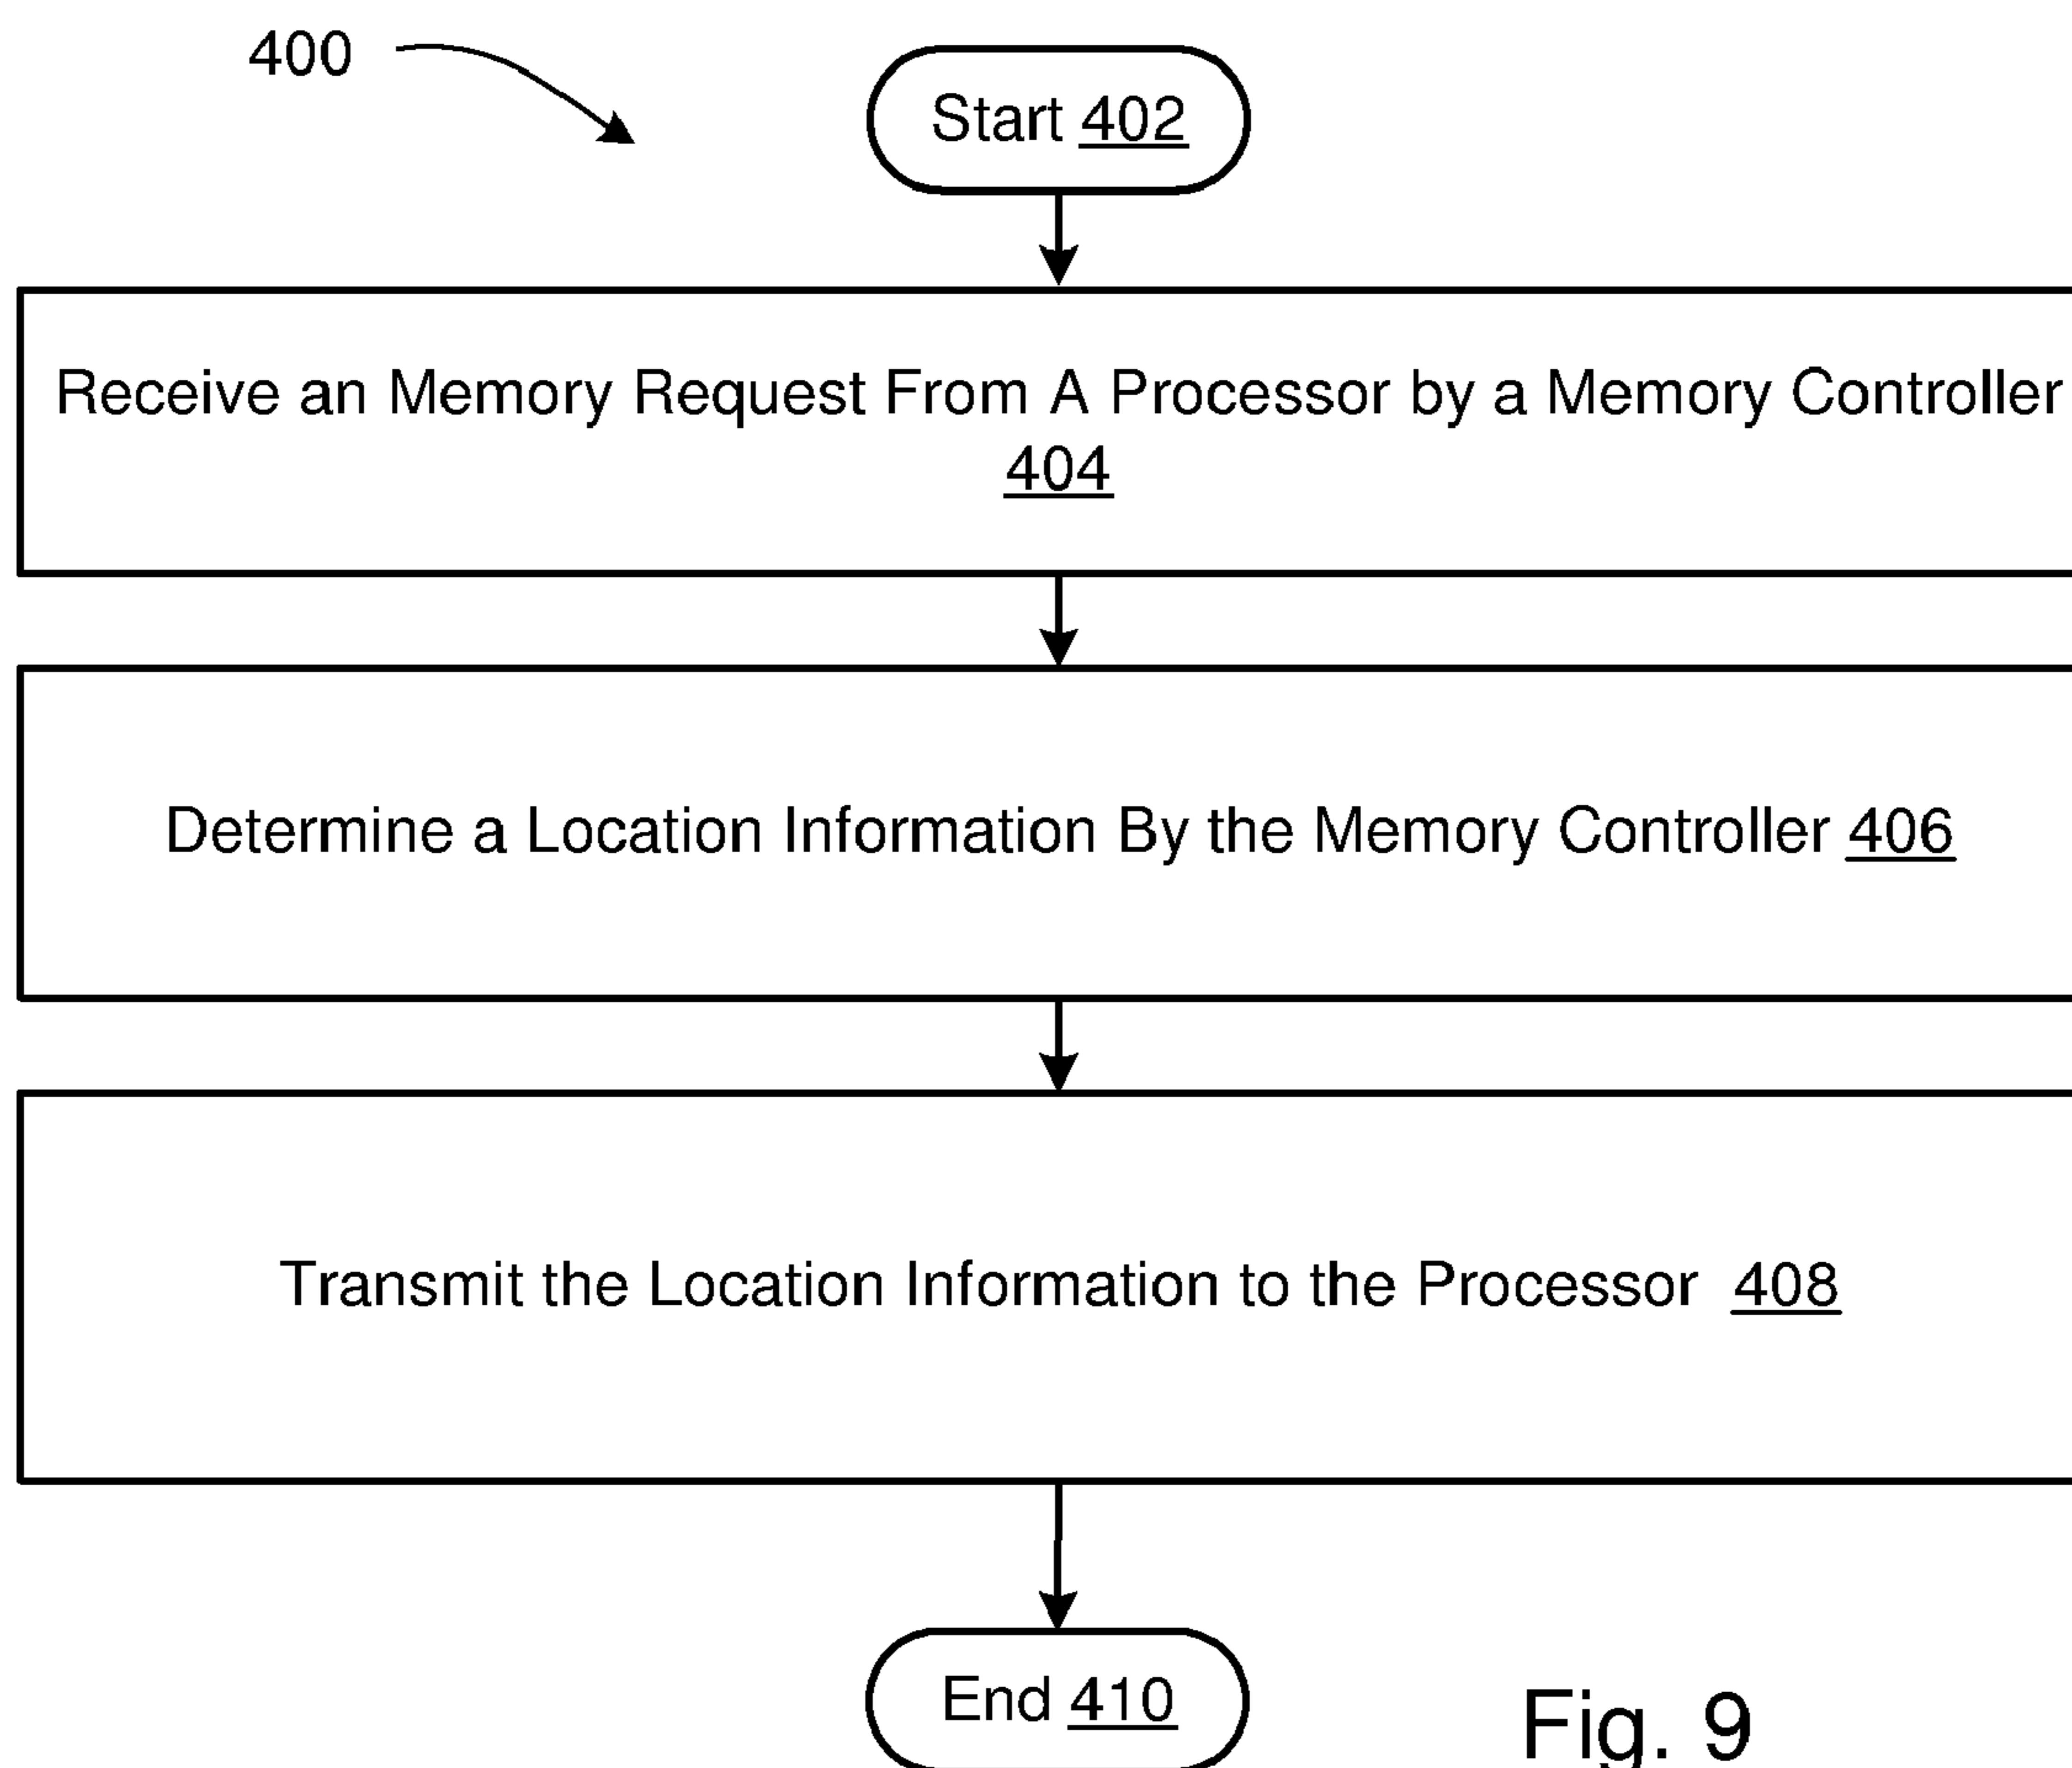 400
Start 402
Receive an Memory Request From A Processor by a Memory Controller
404
Determine a Location Information By the Memory Controller 406
Transmit the Location Information to the Processor 408
End 410
Fig. 9